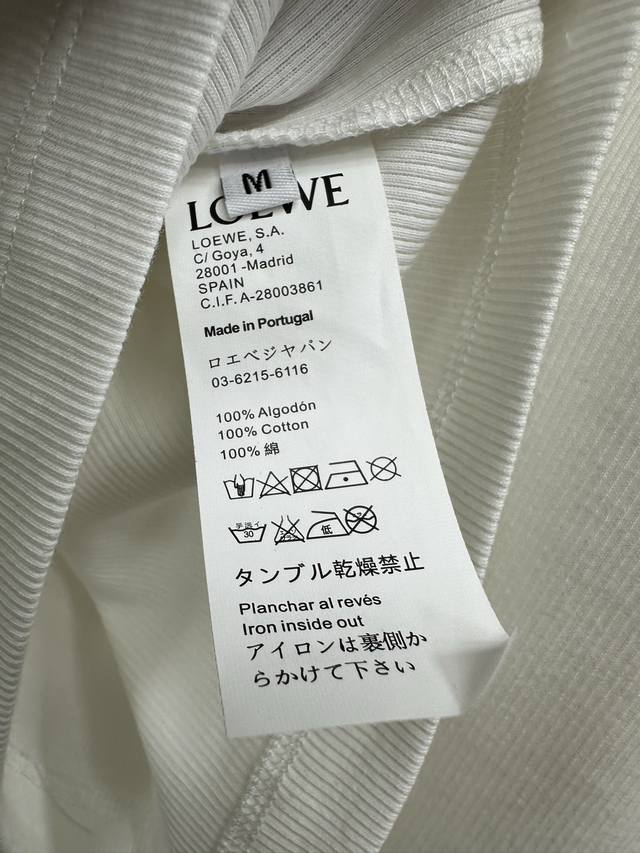 M
LOEWE
LOEWE, S.A.
C/ Goya, 4
28001 -Madrid
SPAIN
C.I.F. A-28003861
Made in Portugal
ロエベジャパン
03-6215-6116
100% Algodón
100% Cotton
100% 綿
30
低
タンブル乾燥禁止
Planchar al revés
Iron inside out
アイロンは裏側か
らかけて下さい